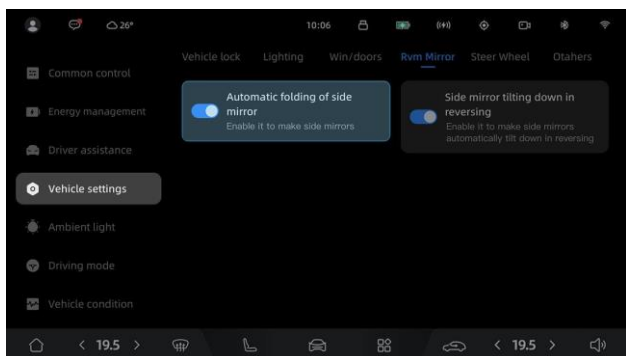 26°
10:06
Vehicle lock Lighting Win/doors Rvm Mirror Steer Wheel Otahers
Common control
Energy management
Driver assistance
Vehicle settings
Ambient light
Driving mode
Vehicle condition
Automatic folding of side
mirror
Enable it to make side mirrors
Side mirror tilting down in
reversing
Enable it to make side mirrors
automatically tilt down in reversing
< 19.5 >
< 19.5 >